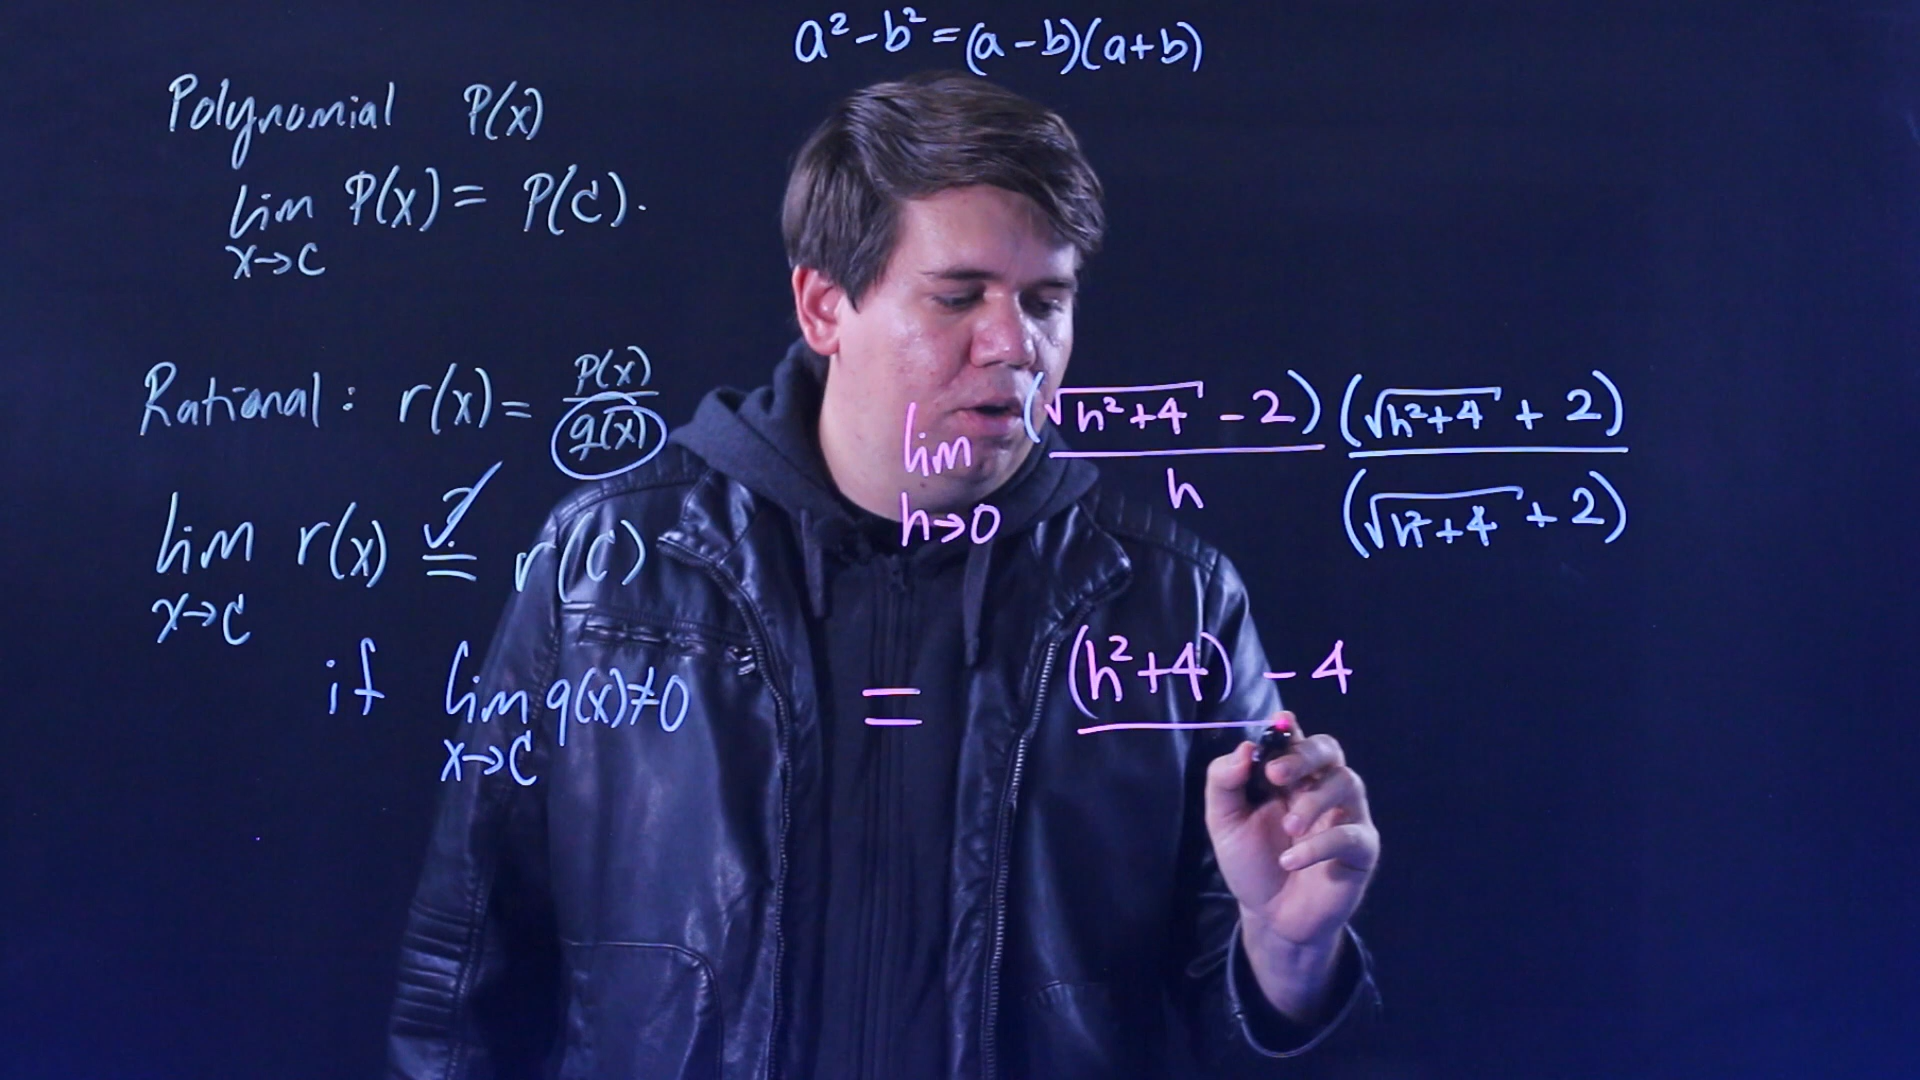 a²-b²=(a-b)(a+b)
Polynomial P(x)
lim P(x) = P(c).
x→c
Rational: r(x) = p(x)/q(x)
lim r(x) ≟ r(c)
x→c
if lim q(x)≠0
x→c
lim (√h²+4 - 2) (√h²+4 + 2)
h→0 h (√h²+4 + 2)
= (h²+4) - 4